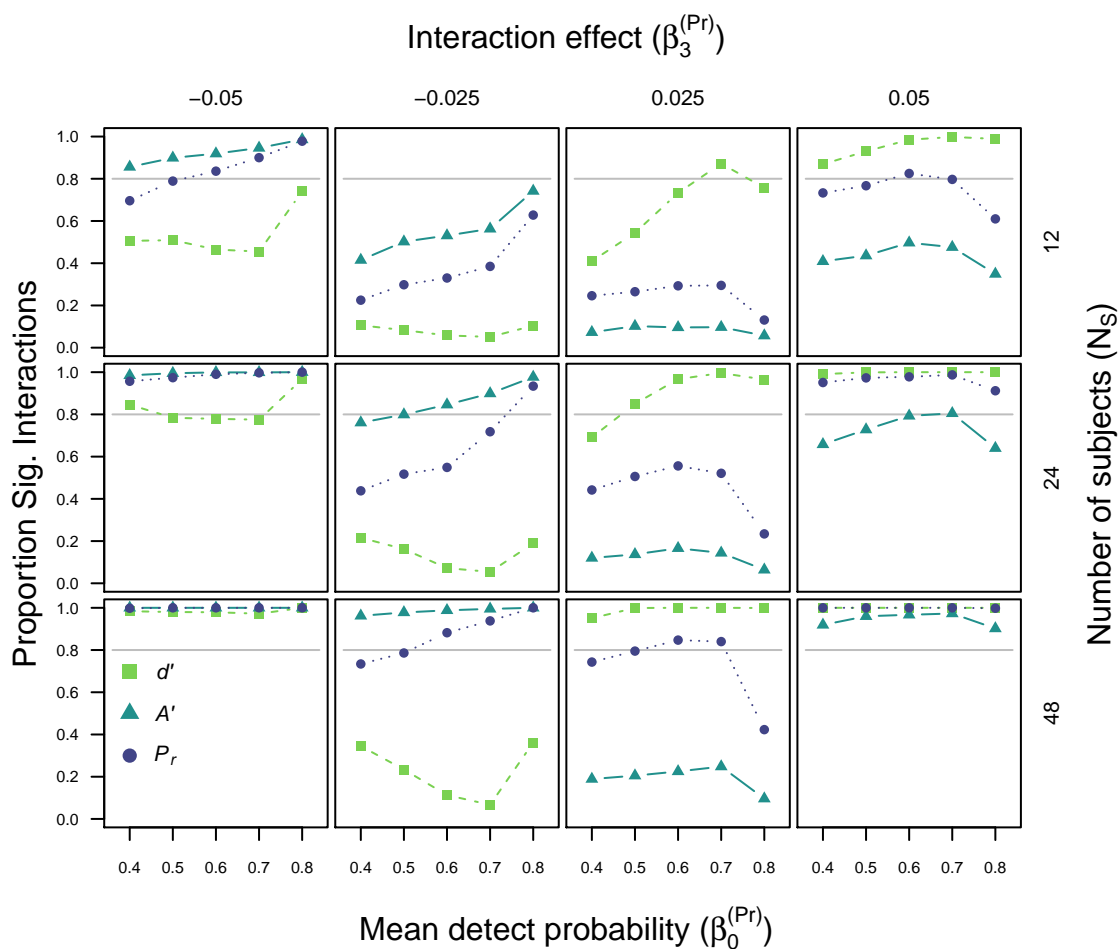 Interaction effect (β₃⁽ᴾʳ⁾)
−0.05 −0.025 0.025 0.05
Proportion Sig. Interactions
1.0
0.8
0.6
0.4
0.2
0.0
12
1.0
0.8
0.6
0.4
0.2
0.0
24
1.0
0.8
0.6
0.4
0.2
0.0
d′
A′
Pᵣ
48
Number of subjects (Nₛ)
0.4 0.5 0.6 0.7 0.8 0.4 0.5 0.6 0.7 0.8 0.4 0.5 0.6 0.7 0.8 0.4 0.5 0.6 0.7 0.8
Mean detect probability (β₀⁽ᴾʳ⁾)